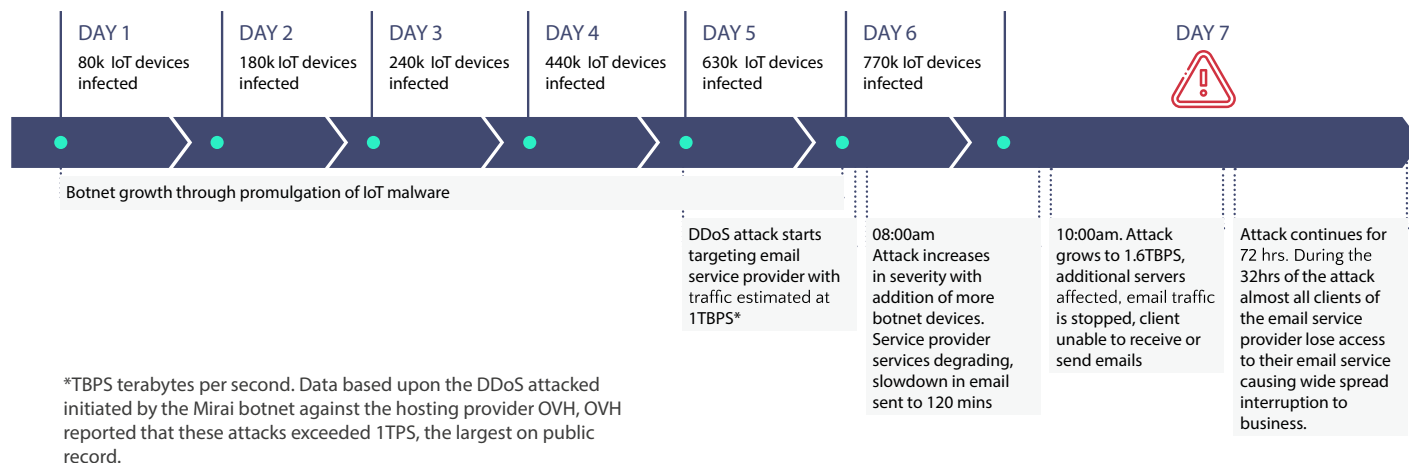 DAY 1
80k IoT devices
infected
DAY 2
180k IoT devices
infected
DAY 3
240k IoT devices
infected
DAY 4
440k IoT devices
infected
DAY 5
630k IoT devices
infected
DAY 6
770k IoT devices
infected
DAY 7
Botnet growth through promulgation of IoT malware
DDoS attack starts
targeting email
service provider with
traffic estimated at
1TBPS*
08:00am
Attack increases
in severity with
addition of more
botnet devices.
Service provider
services degrading,
slowdown in email
sent to 120 mins
10:00am. Attack
grows to 1.6TBPS,
additional servers
affected, email traffic
is stopped, client
unable to receive or
send emails
Attack continues for
72 hrs. During the
32hrs of the attack
almost all clients of
the email service
provider lose access
to their email service
causing wide spread
interruption to
business.
*TBPS terabytes per second. Data based upon the DDoS attacked
initiated by the Mirai botnet against the hosting provider OVH, OVH
reported that these attacks exceeded 1TPS, the largest on public
record.